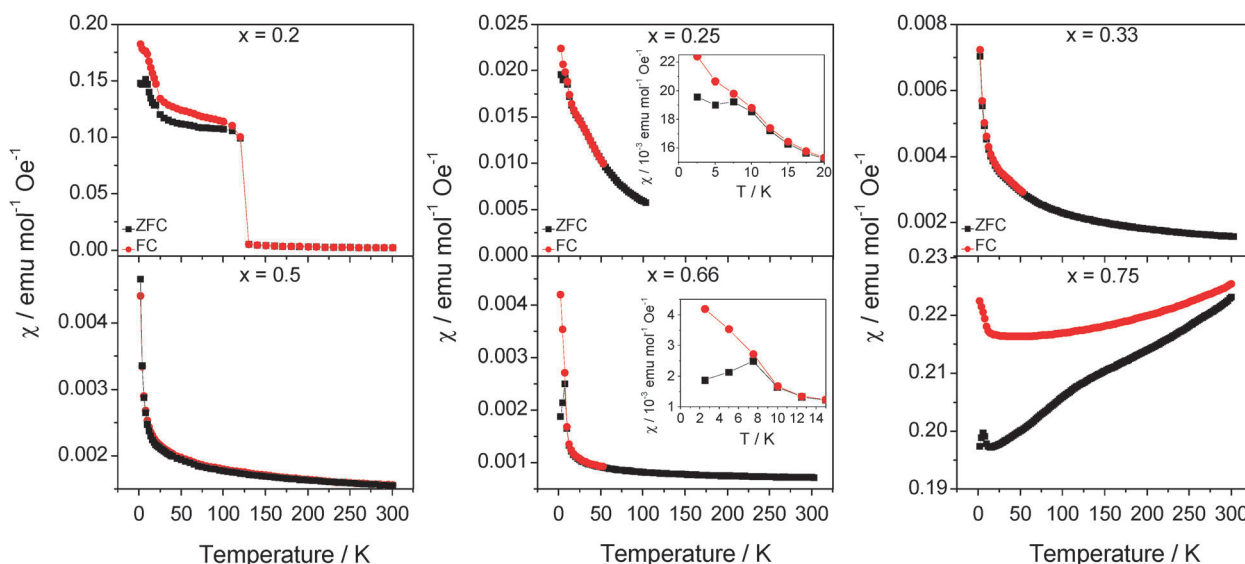 x = 0.2
0.20
0.15
0.10
0.05
0.00
ZFC
FC
χ / emu mol⁻¹ Oe⁻¹
x = 0.25
0.025
0.020
0.015
0.010
0.005
0.000
ZFC
FC
χ / emu mol⁻¹ Oe⁻¹
22
20
18
16
χ / 10⁻³ emu mol⁻¹ Oe⁻¹
0 5 10 15 20
T / K
x = 0.33
0.008
0.006
0.004
0.002
ZFC
FC
χ / emu mol⁻¹ Oe⁻¹
x = 0.5
0.004
0.003
0.002
0 50 100 150 200 250 300
Temperature / K
x = 0.66
0.004
0.003
0.002
0.001
4
3
2
1
χ / 10⁻³ emu mol⁻¹ Oe⁻¹
2 4 6 8 10 12 14
T / K
0 50 100 150 200 250 300
Temperature / K
x = 0.75
0.23
0.22
0.21
0.20
0.19
0 50 100 150 200 250 300
Temperature / K